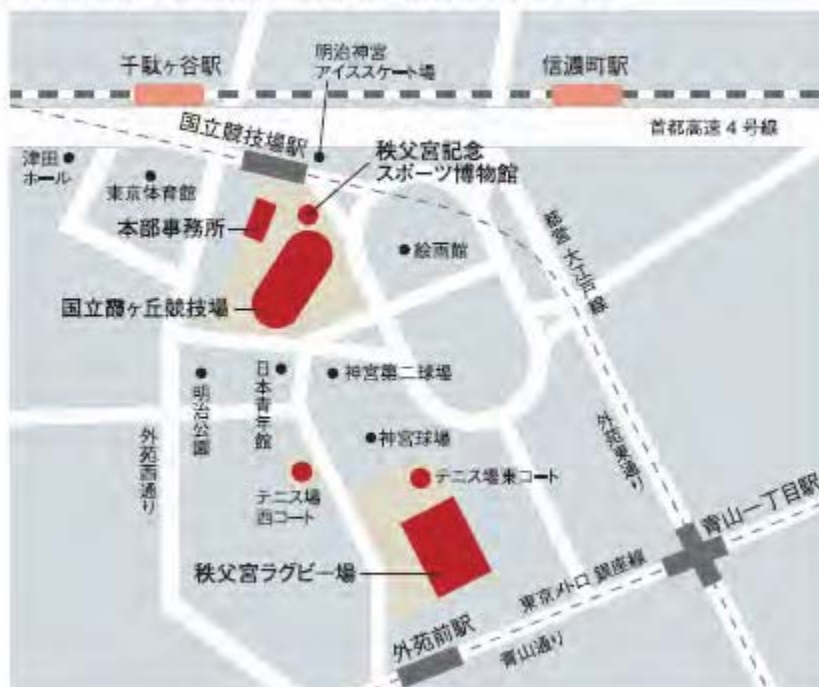 千駄ヶ谷駅
明治神宮
アイススケート場
信濃町駅
国立競技場駅
首都高速4号線
津田
ホール
東京体育館
秩父宮記念
スポーツ博物館
本部事務所
絵画館
都営大江戸線
国立霞ヶ丘競技場
日本青年館
神宮第二球場
明治公園
外苑西通り
神宮球場
外苑東通り
テニス場
西コート
テニス場東コート
青山一丁目駅
秩父宮ラグビー場
東京メトロ 銀座線
外苑前駅
青山通り